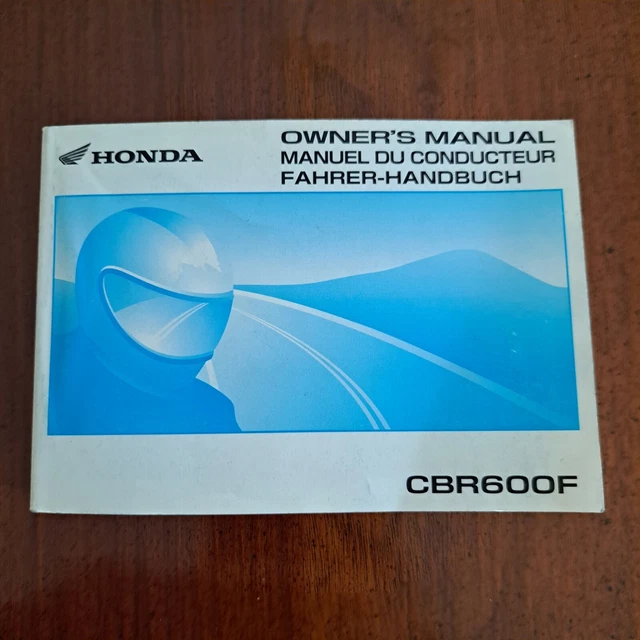 HONDA
OWNER'S MANUAL
MANUEL DU CONDUCTEUR
FAHRER-HANDBUCH
CBR600F